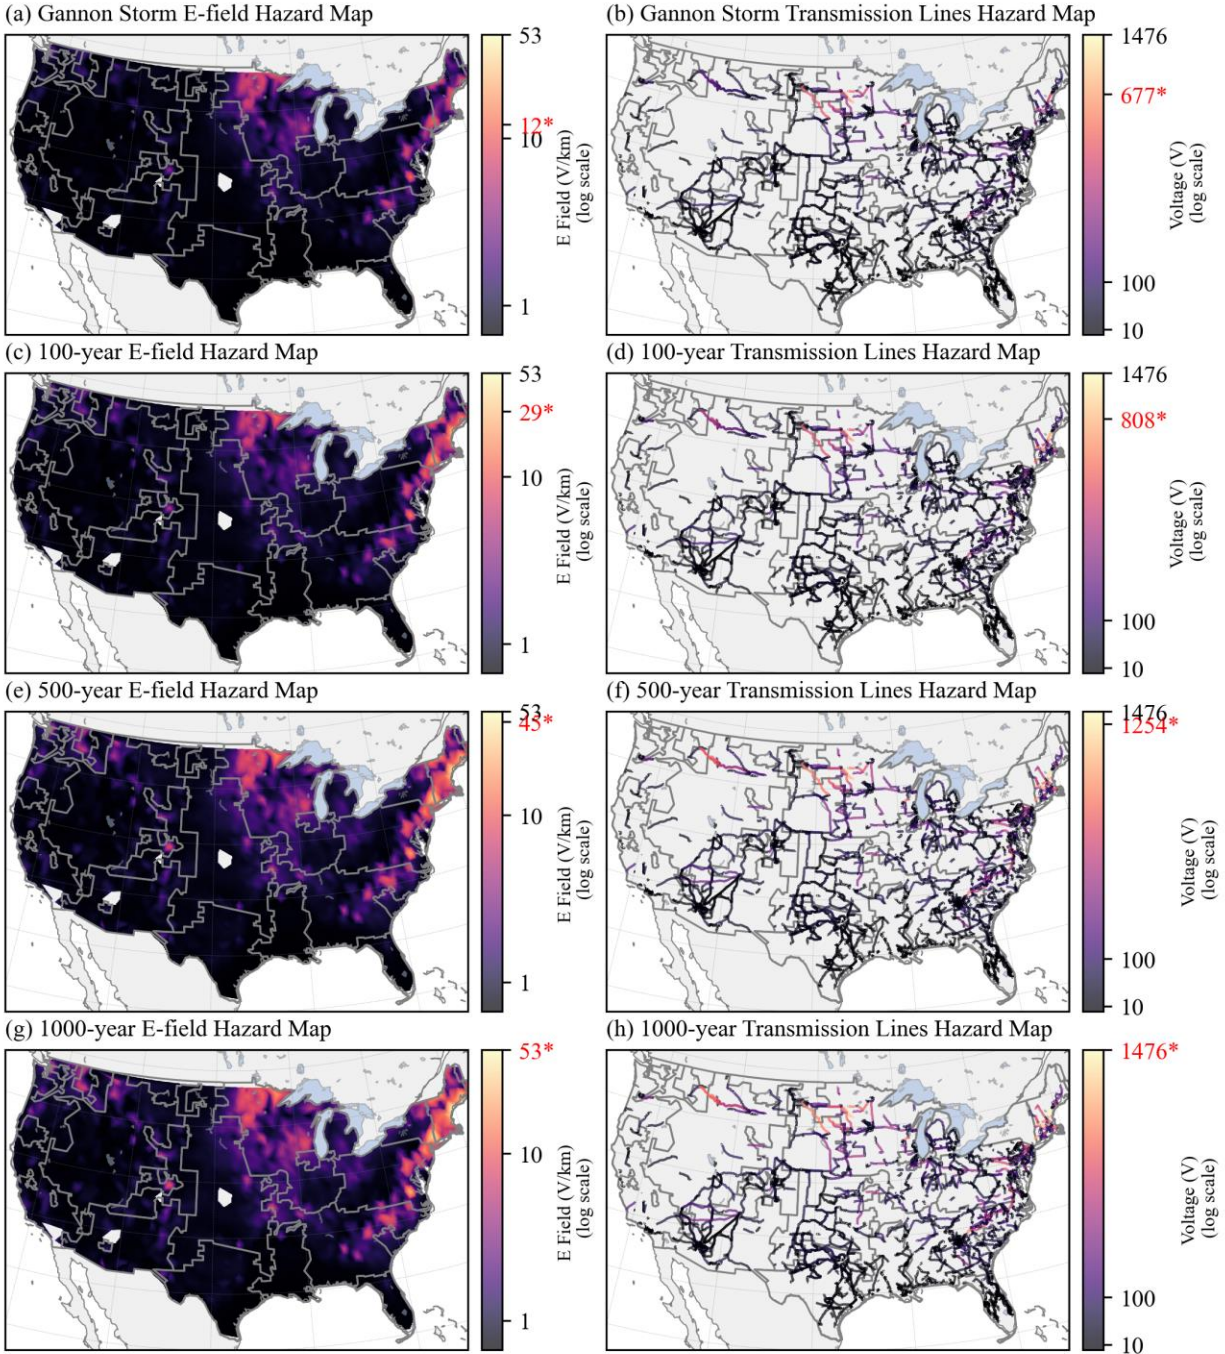 (a) Gannon Storm E-field Hazard Map
53
12*
10
1
E Field (V/km)
(log scale)
(b) Gannon Storm Transmission Lines Hazard Map
1476
677*
100
10
Voltage (V)
(log scale)
(c) 100-year E-field Hazard Map
53
29*
10
1
E Field (V/km)
(log scale)
(d) 100-year Transmission Lines Hazard Map
1476
808*
100
10
Voltage (V)
(log scale)
(e) 500-year E-field Hazard Map
53
45*
10
1
E Field (V/km)
(log scale)
(f) 500-year Transmission Lines Hazard Map
1476
1254*
100
10
Voltage (V)
(log scale)
(g) 1000-year E-field Hazard Map
53*
10
1
E Field (V/km)
(log scale)
(h) 1000-year Transmission Lines Hazard Map
1476*
100
10
Voltage (V)
(log scale)